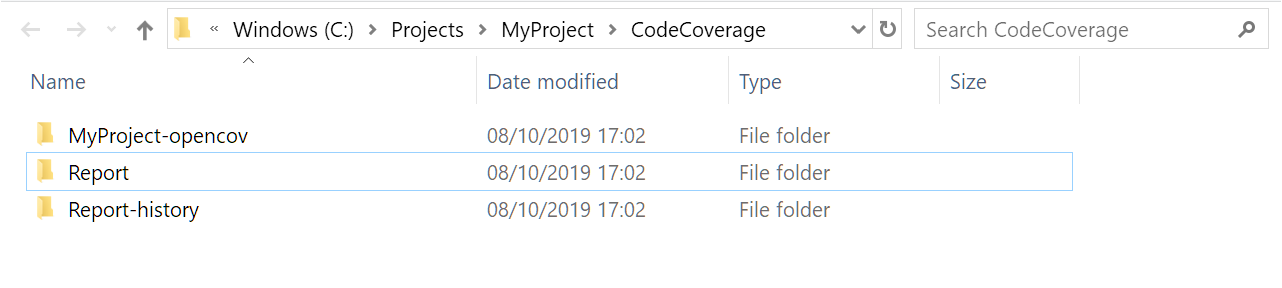 « Windows (C:) > Projects > MyProject > CodeCoverage Search CodeCoverage
Name Date modified Type Size
MyProject-opencov 08/10/2019 17:02 File folder
Report 08/10/2019 17:02 File folder
Report-history 08/10/2019 17:02 File folder